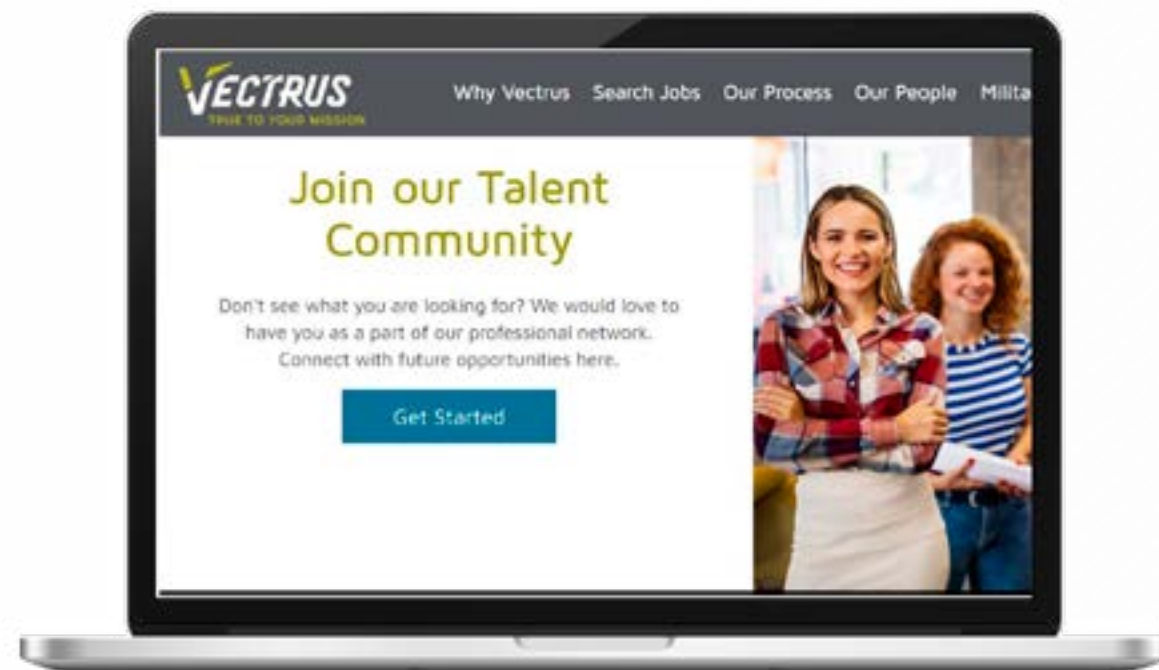 VECTRUS
TRUE TO YOUR MISSION
Why Vectrus Search Jobs Our Process Our People Milita
Join our Talent
Community
Don't see what you are looking for? We would love to
have you as a part of our professional network.
Connect with future opportunities here.
Get Started